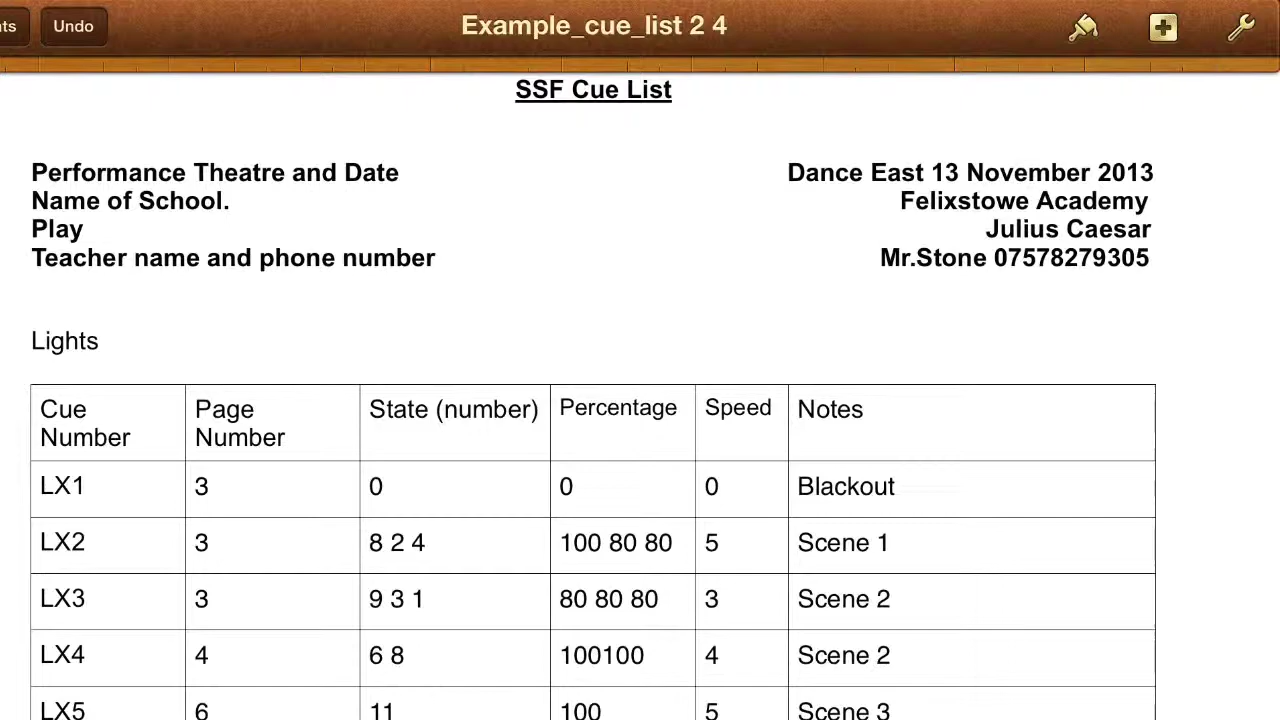 nts Undo Example_cue_list 2 4
SSF Cue List
Performance Theatre and Date Dance East 13 November 2013
Name of School. Felixstowe Academy
Play Julius Caesar
Teacher name and phone number Mr.Stone 07578279305
Lights
Cue Number Page Number State (number) Percentage Speed Notes
LX1 3 0 0 0 Blackout
LX2 3 8 2 4 100 80 80 5 Scene 1
LX3 3 9 3 1 80 80 80 3 Scene 2
LX4 4 6 8 100100 4 Scene 2
LX5 6 11 100 5 Scene 3